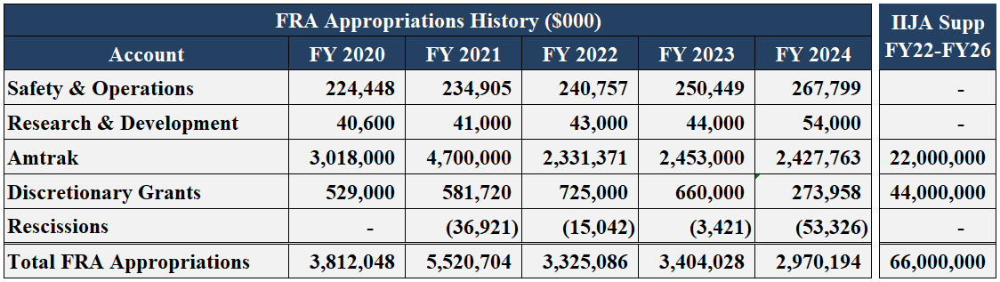 FRA Appropriations History ($000) IIJA Supp FY22-FY26
Account FY 2020 FY 2021 FY 2022 FY 2023 FY 2024
Safety & Operations 224,448 234,905 240,757 250,449 267,799 -
Research & Development 40,600 41,000 43,000 44,000 54,000 -
Amtrak 3,018,000 4,700,000 2,331,371 2,453,000 2,427,763 22,000,000
Discretionary Grants 529,000 581,720 725,000 660,000 273,958 44,000,000
Rescissions - (36,921) (15,042) (3,421) (53,326) -
Total FRA Appropriations 3,812,048 5,520,704 3,325,086 3,404,028 2,970,194 66,000,000